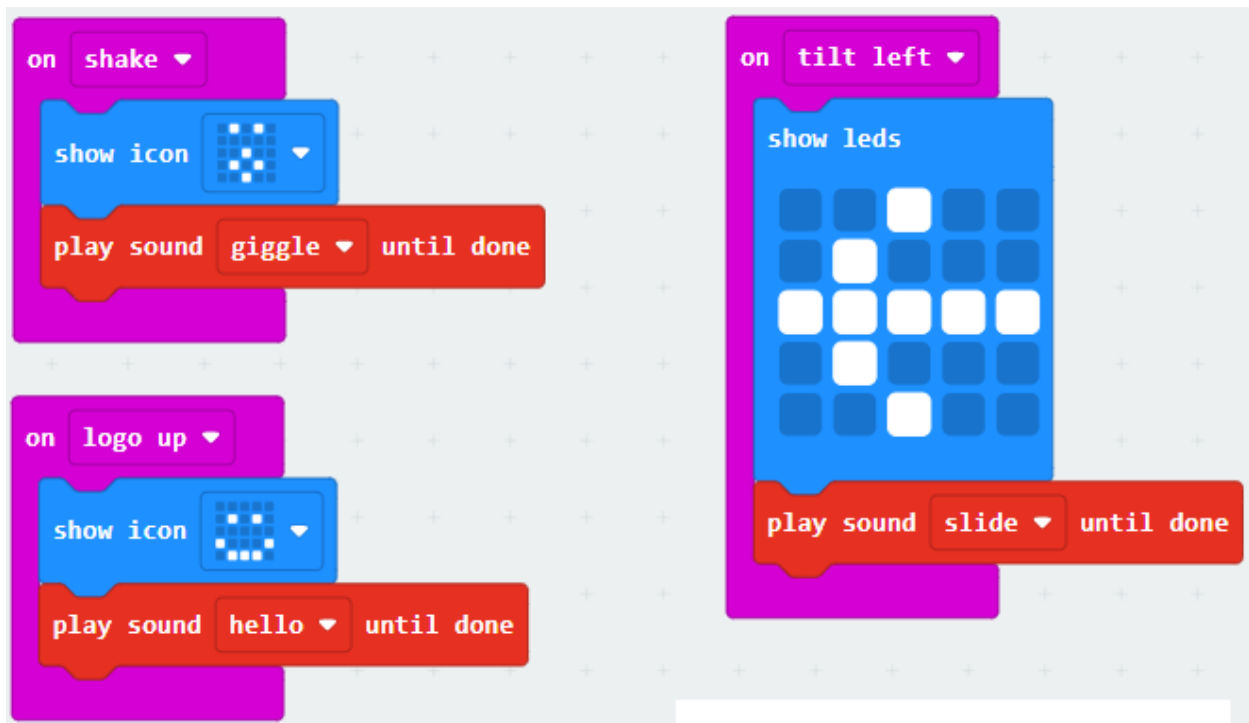 on shake
show icon
play sound giggle until done
on logo up
show icon
play sound hello until done
on tilt left
show leds
play sound slide until done